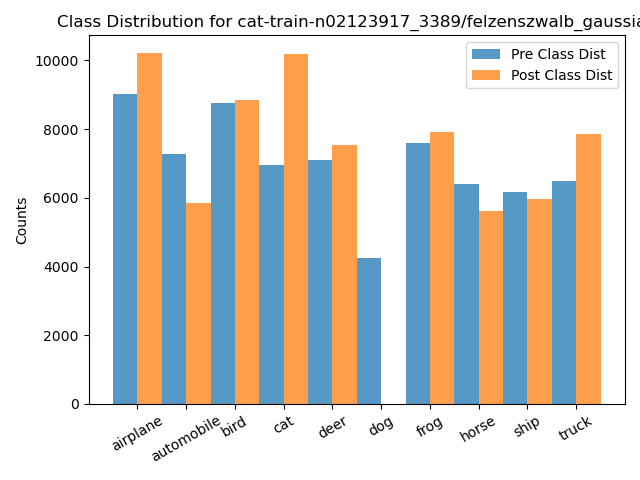 Class Distribution for cat-train-n02123917_3389/felzenszwalb_gaussia
Pre Class Dist
Post Class Dist
Counts
10000
8000
6000
4000
2000
0
airplane
automobile
bird
cat
deer
dog
frog
horse
ship
truck